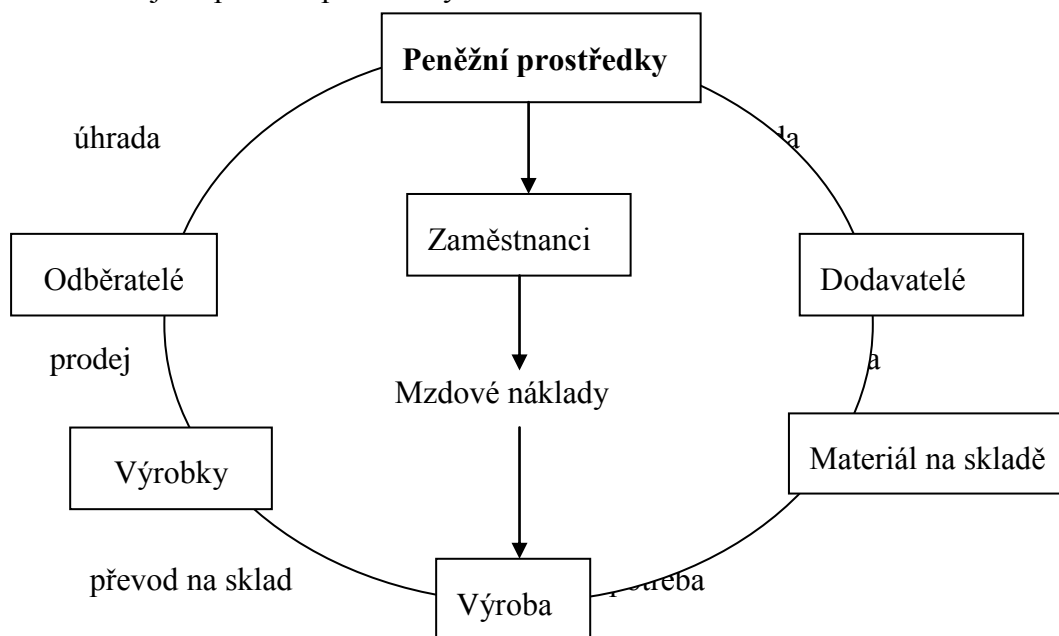 Peněžní prostředky
úhrada
Zaměstnanci
Odběratelé
Dodavatelé
prodej
Mzdové náklady
Výrobky
Materiál na skladě
převod na sklad
Výroba